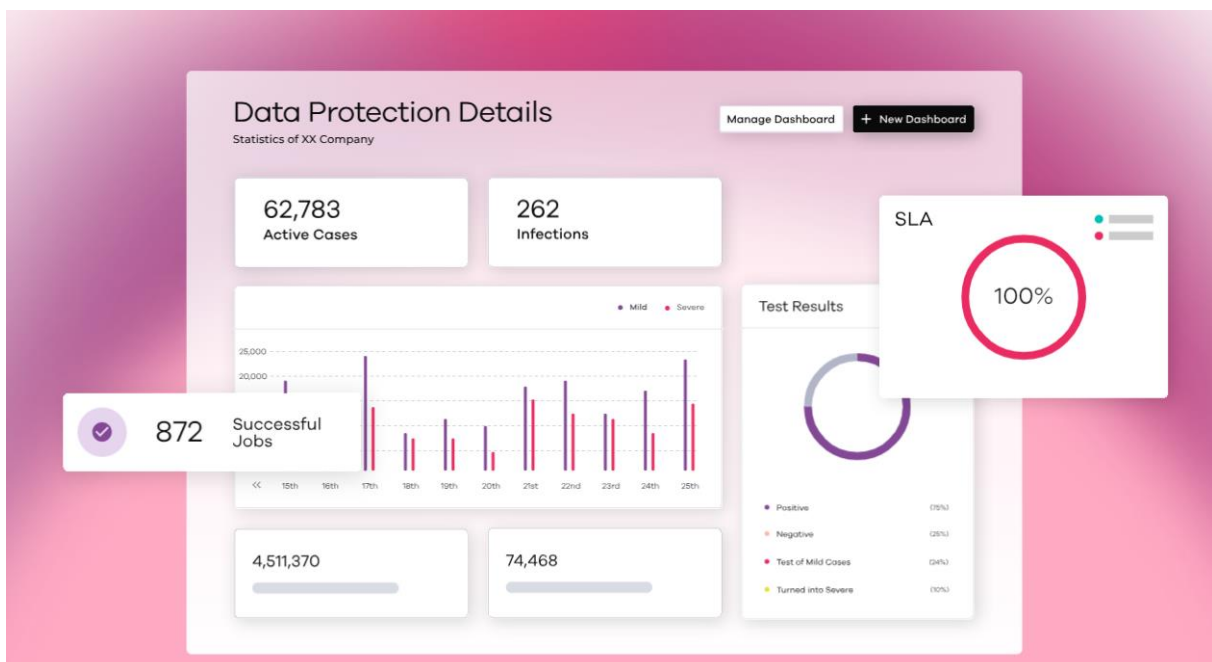 Data Protection Details
Statistics of XX Company
Manage Dashboard
+ New Dashboard
62,783
Active Cases
262
Infections
SLA
100%
Mild
Severe
25,000
20,000
872
Successful
Jobs
<< 15th 16th 17th 18th 19th 20th 21st 22nd 23rd 24th 25th
Test Results
Positive (75%)
Negative (25%)
Test of Mild Cases (24%)
Turned into Severe (10%)
4,511,370
74,468